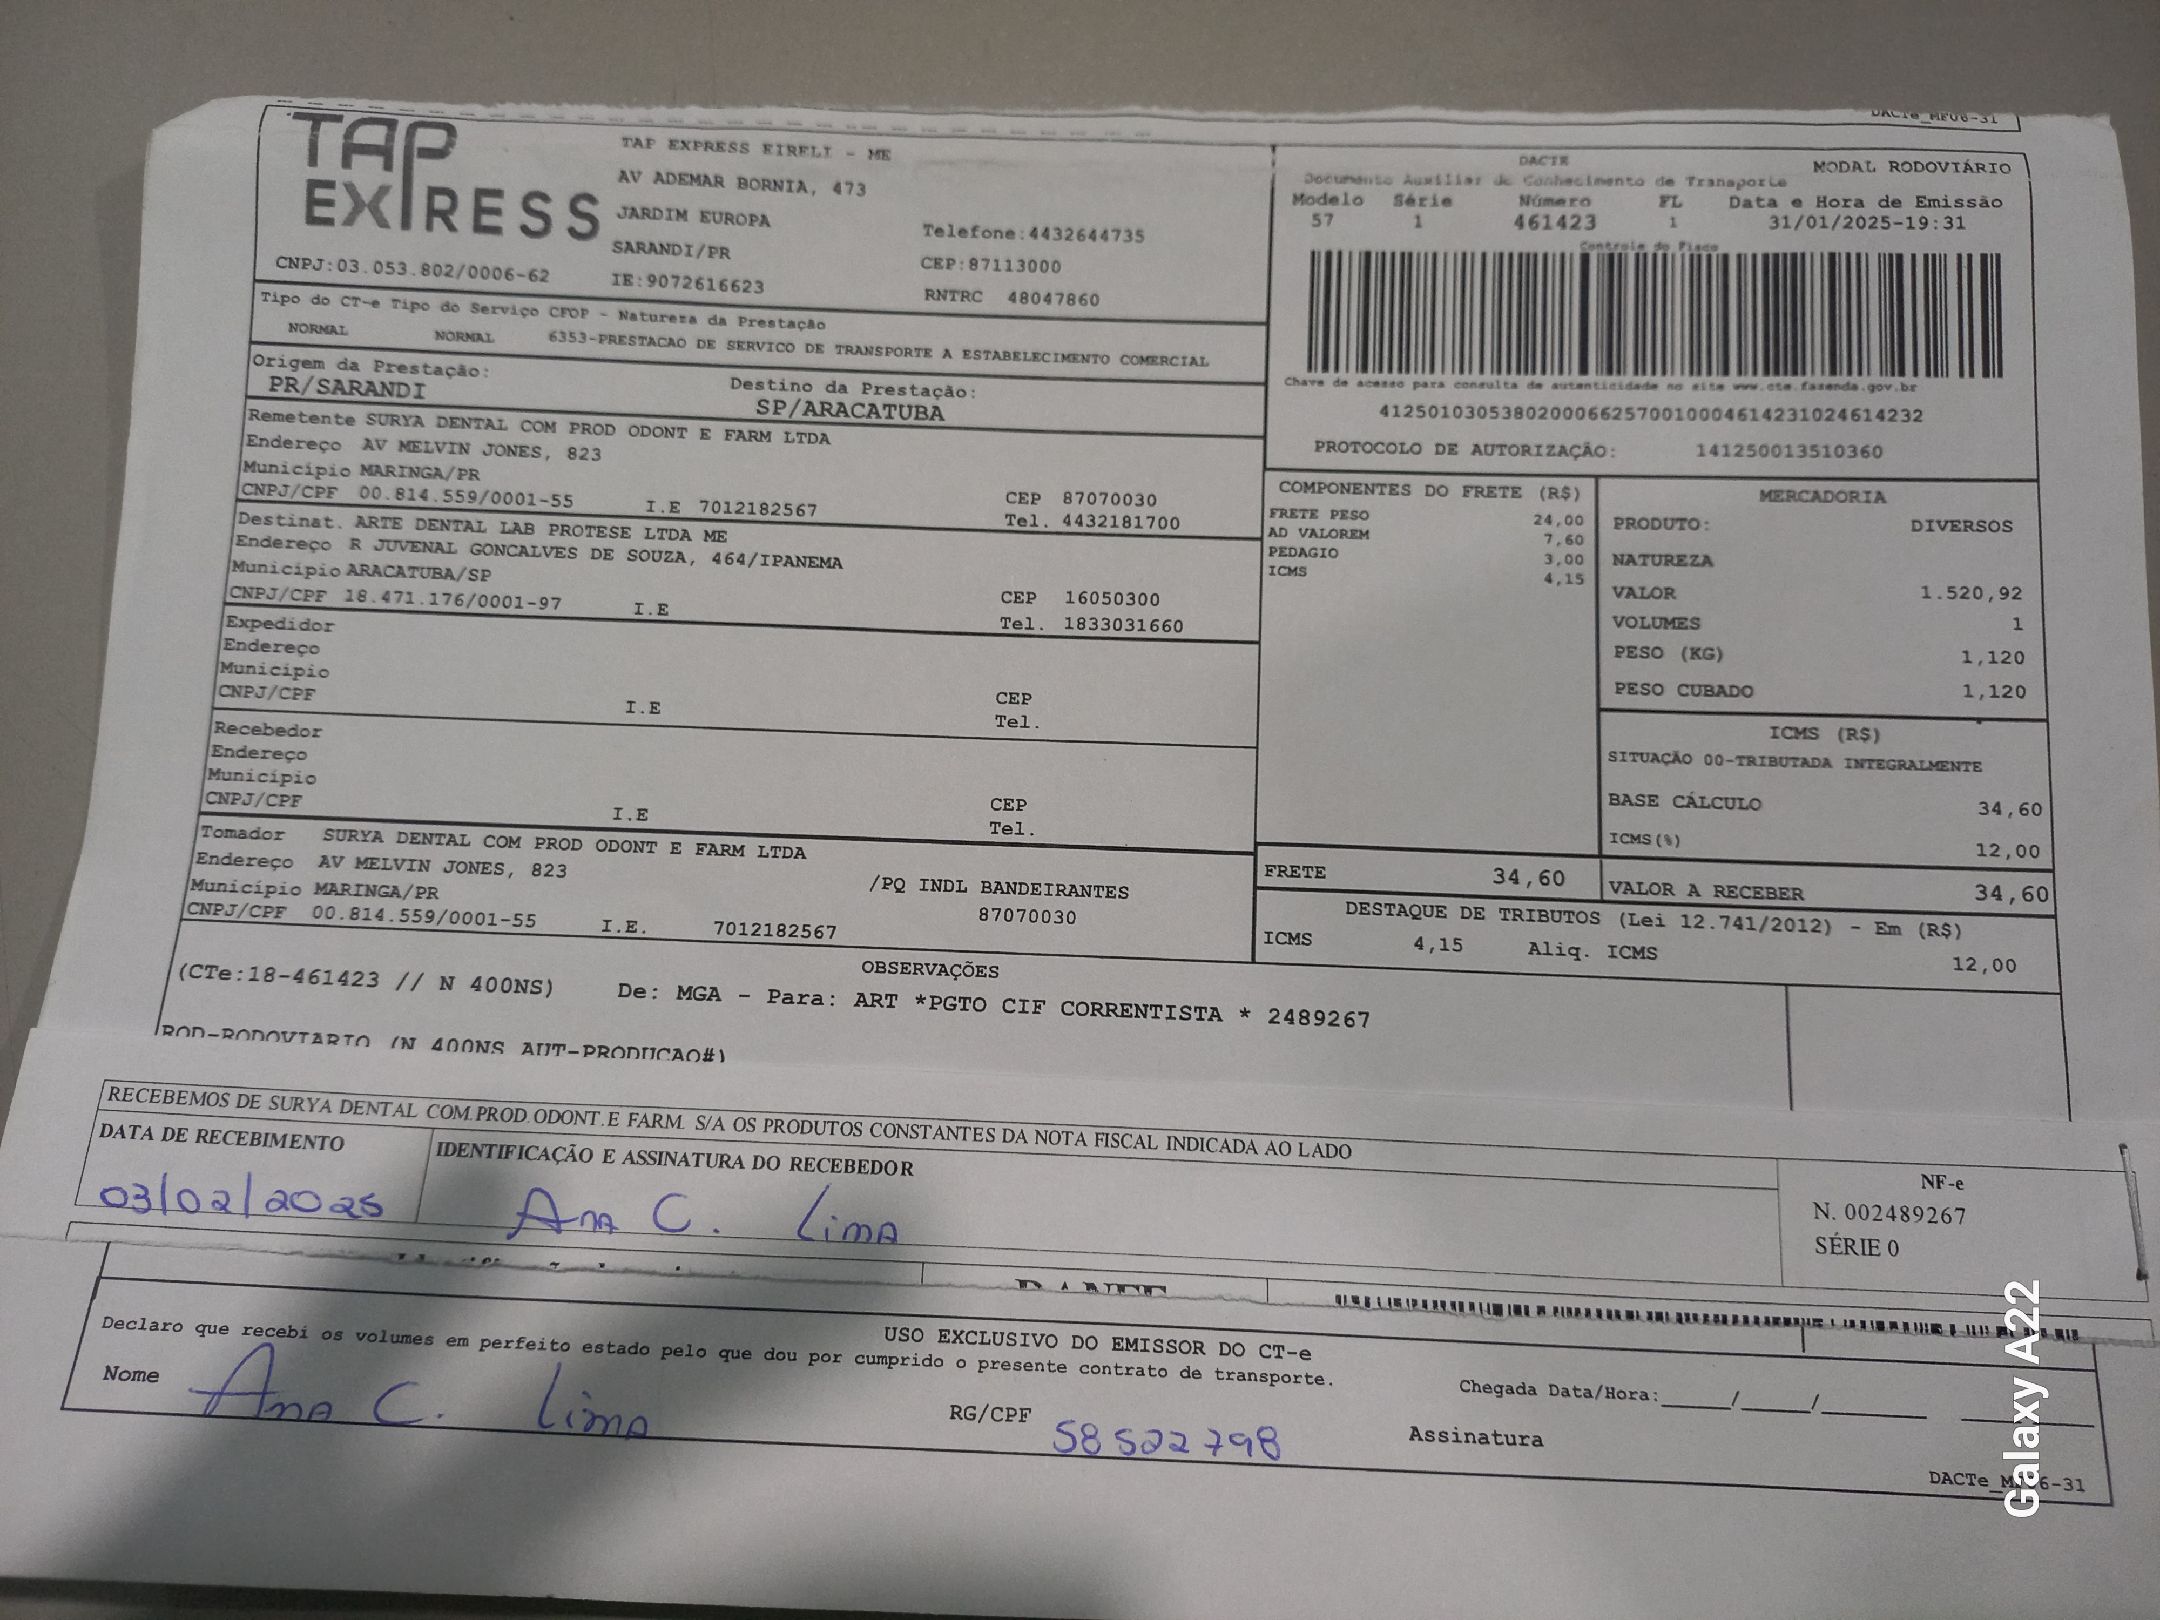 DACTe_MF06-31
TAP EXPRESS
TAP EXPRESS EIRELI - ME
AV ADEMAR BORNIA, 473
JARDIM EUROPA
SARANDI/PR
Telefone:4432644735
CEP:87113000
CNPJ:03.053.802/0006-62 IE:9072616623 RNTRC 48047860
DACTE MODAL RODOVIÁRIO
Documento Auxiliar do Conhecimento de Transporte
Modelo Série Número FL Data e Hora de Emissão
57 1 461423 1 31/01/2025-19:31
Controle do Fisco
Chave de acesso para consulta de autenticidade no site www.cte.fazenda.gov.br
41250103053802000662570010004614231024614232
PROTOCOLO DE AUTORIZAÇÃO: 141250013510360
Tipo do CT-e Tipo do Serviço CFOP - Natureza da Prestação
NORMAL NORMAL 6353-PRESTACAO DE SERVICO DE TRANSPORTE A ESTABELECIMENTO COMERCIAL
Origem da Prestação: Destino da Prestação:
PR/SARANDI SP/ARACATUBA
Remetente SURYA DENTAL COM PROD ODONT E FARM LTDA
Endereço AV MELVIN JONES, 823
Município MARINGA/PR CEP 87070030
CNPJ/CPF 00.814.559/0001-55 I.E 7012182567 Tel. 4432181700
Destinat. ARTE DENTAL LAB PROTESE LTDA ME
Endereço R JUVENAL GONCALVES DE SOUZA, 464/IPANEMA
Município ARACATUBA/SP CEP 16050300
CNPJ/CPF 18.471.176/0001-97 I.E Tel. 1833031660
Expedidor
Endereço
Município CEP
CNPJ/CPF I.E Tel.
Recebedor
Endereço
Município CEP
CNPJ/CPF I.E Tel.
Tomador SURYA DENTAL COM PROD ODONT E FARM LTDA
Endereço AV MELVIN JONES, 823 /PQ INDL BANDEIRANTES
Município MARINGA/PR 87070030
CNPJ/CPF 00.814.559/0001-55 I.E. 7012182567
COMPONENTES DO FRETE (R$)
FRETE PESO 24,00
AD VALOREM 7,60
PEDAGIO 3,00
ICMS 4,15
MERCADORIA
PRODUTO: DIVERSOS
NATUREZA
VALOR 1.520,92
VOLUMES 1
PESO (KG) 1,120
PESO CUBADO 1,120
ICMS (R$)
SITUAÇÃO 00-TRIBUTADA INTEGRALMENTE
BASE CÁLCULO 34,60
ICMS(%) 12,00
FRETE 34,60 VALOR A RECEBER 34,60
DESTAQUE DE TRIBUTOS (Lei 12.741/2012) - Em (R$)
ICMS 4,15 Aliq. ICMS 12,00
OBSERVAÇÕES
(CTe:18-461423 // N 400NS) De: MGA - Para: ART *PGTO CIF CORRENTISTA * 2489267
ROD-RODOVIARIO (N 400NS AUT-PRODUCAO#)
RECEBEMOS DE SURYA DENTAL COM.PROD.ODONT.E FARM. S/A OS PRODUTOS CONSTANTES DA NOTA FISCAL INDICADA AO LADO
DATA DE RECEBIMENTO IDENTIFICAÇÃO E ASSINATURA DO RECEBEDOR
03/02/2025 Ana C. Lima
NF-e
N. 002489267
SÉRIE 0
USO EXCLUSIVO DO EMISSOR DO CT-e
Declaro que recebi os volumes em perfeito estado pelo que dou por cumprido o presente contrato de transporte.
Nome Ana C. Lima RG/CPF 58522798
Chegada Data/Hora:_____/_____/________
Assinatura
DACTe_MF06-31
Galaxy A22